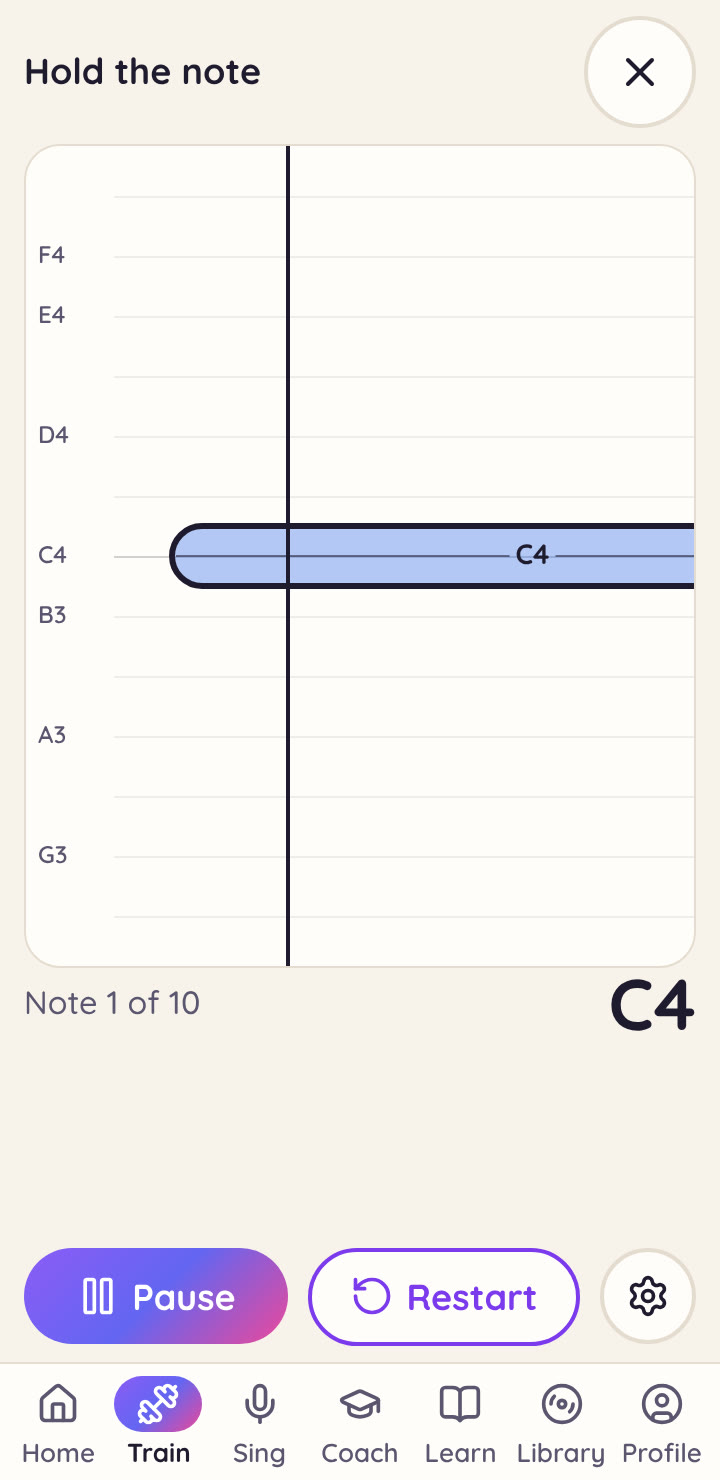 Hold the note
F4
E4
D4
C4
C4
B3
A3
G3
Note 1 of 10
C4
Pause
Restart
Home
Train
Sing
Coach
Learn
Library
Profile